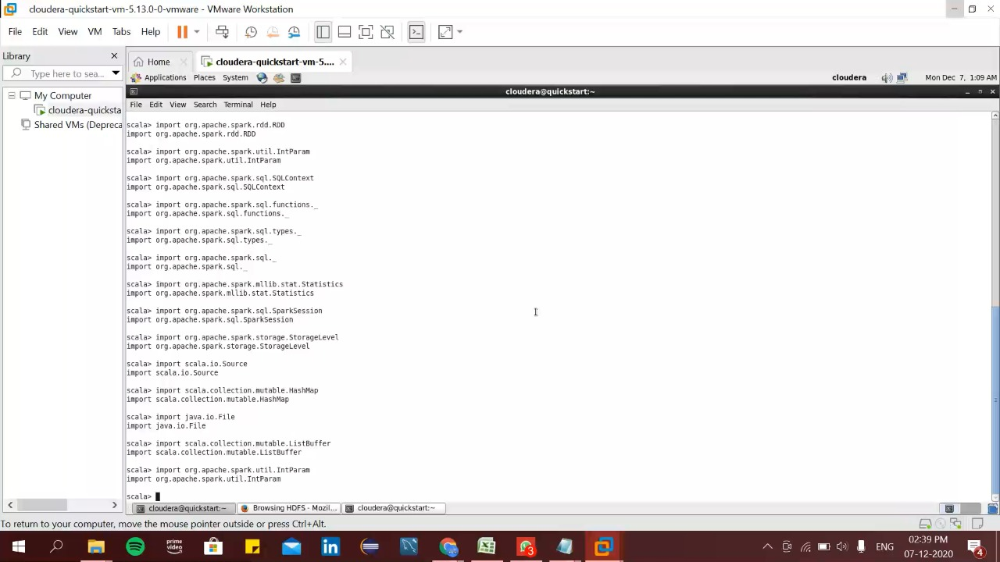 cloudera-quickstart-vm-5.13.0-0-vmware - VMware Workstation
File Edit View VM Tabs Help
Library
Type here to sea...
My Computer
cloudera-quicksta
Shared VMs (Depreca
Home
cloudera-quickstart-vm-5....
Applications Places System
cloudera
Mon Dec 7, 1:09 AM
cloudera@quickstart:~
File Edit View Search Terminal Help
scala> import org.apache.spark.rdd.RDD
import org.apache.spark.rdd.RDD
scala> import org.apache.spark.util.IntParam
import org.apache.spark.util.IntParam
scala> import org.apache.spark.sql.SQLContext
import org.apache.spark.sql.SQLContext
scala> import org.apache.spark.sql.functions._
import org.apache.spark.sql.functions._
scala> import org.apache.spark.sql.types._
import org.apache.spark.sql.types._
scala> import org.apache.spark.sql._
import org.apache.spark.sql._
scala> import org.apache.spark.mllib.stat.Statistics
import org.apache.spark.mllib.stat.Statistics
scala> import org.apache.spark.sql.SparkSession
import org.apache.spark.sql.SparkSession
scala> import org.apache.spark.storage.StorageLevel
import org.apache.spark.storage.StorageLevel
scala> import scala.io.Source
import scala.io.Source
scala> import scala.collection.mutable.HashMap
import scala.collection.mutable.HashMap
scala> import java.io.File
import java.io.File
scala> import scala.collection.mutable.ListBuffer
import scala.collection.mutable.ListBuffer
scala> import org.apache.spark.util.IntParam
import org.apache.spark.util.IntParam
scala>
cloudera@quickstart:~
Browsing HDFS - Mozil...
cloudera@quickstart:~
To return to your computer, move the mouse pointer outside or press Ctrl+Alt.
prime
video
3
ENG
02:39 PM
07-12-2020
4